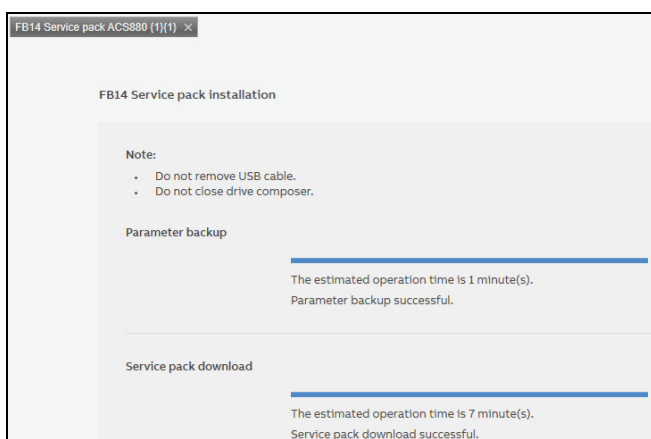 FB14 Service pack ACS880 {1}{1} ×
FB14 Service pack installation
Note:
• Do not remove USB cable.
• Do not close drive composer.
Parameter backup
The estimated operation time is 1 minute(s).
Parameter backup successful.
Service pack download
The estimated operation time is 7 minute(s).
Service pack download successful.